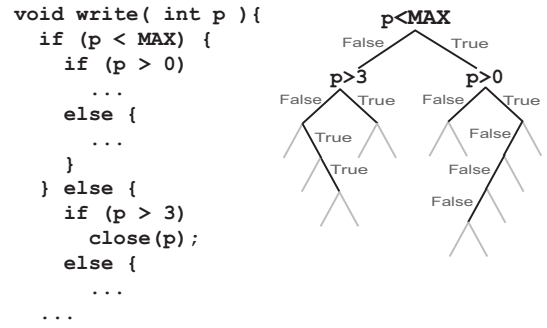 void write( int p ){
if (p < MAX) {
if (p > 0)
...
else {
...
}
} else {
if (p > 3)
close(p);
else {
...
...
p<MAX
False True
p>3 p>0
False True False True
True False
True False
False